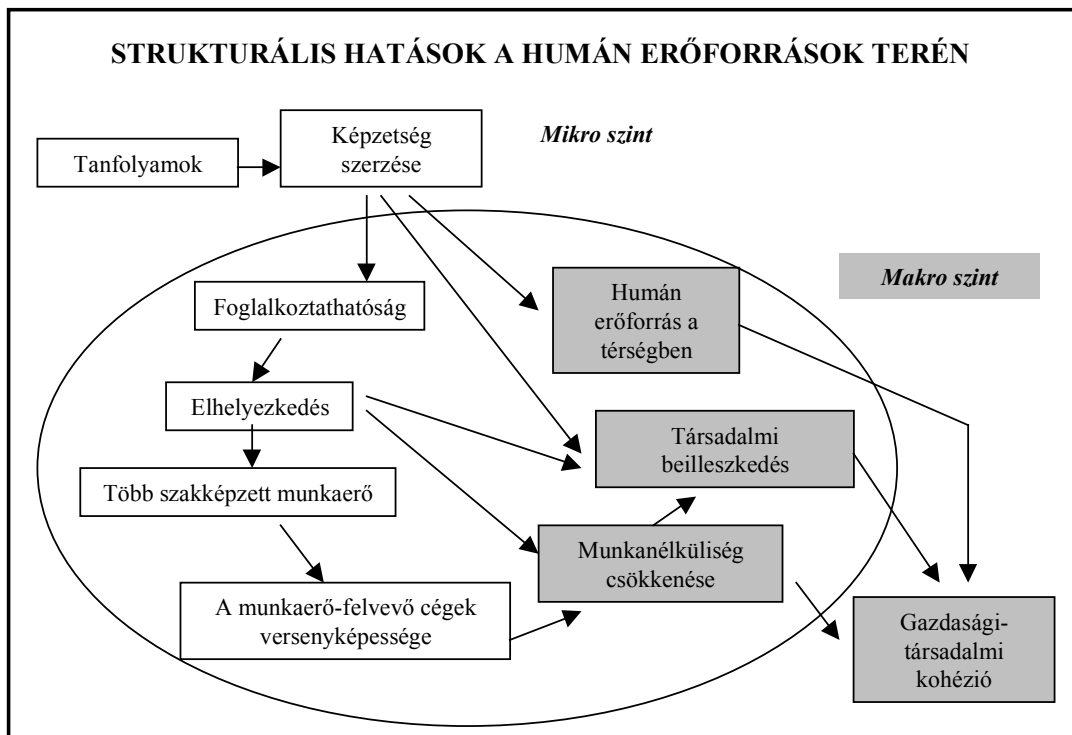 STRUKTURÁLIS HATÁSOK A HUMÁN ERŐFORRÁSOK TERÉN
Képzetség
szerzése
Mikro szint
Tanfolyamok
Makro szint
Foglalkoztathatóság
Humán
erőforrás a
térségben
Elhelyezkedés
Társadalmi
beilleszkedés
Több szakképzett munkaerő
Munkanélküliség
csökkenése
A munkaerő-felvevő cégek
versenyképessége
Gazdasági-
társadalmi
kohézió